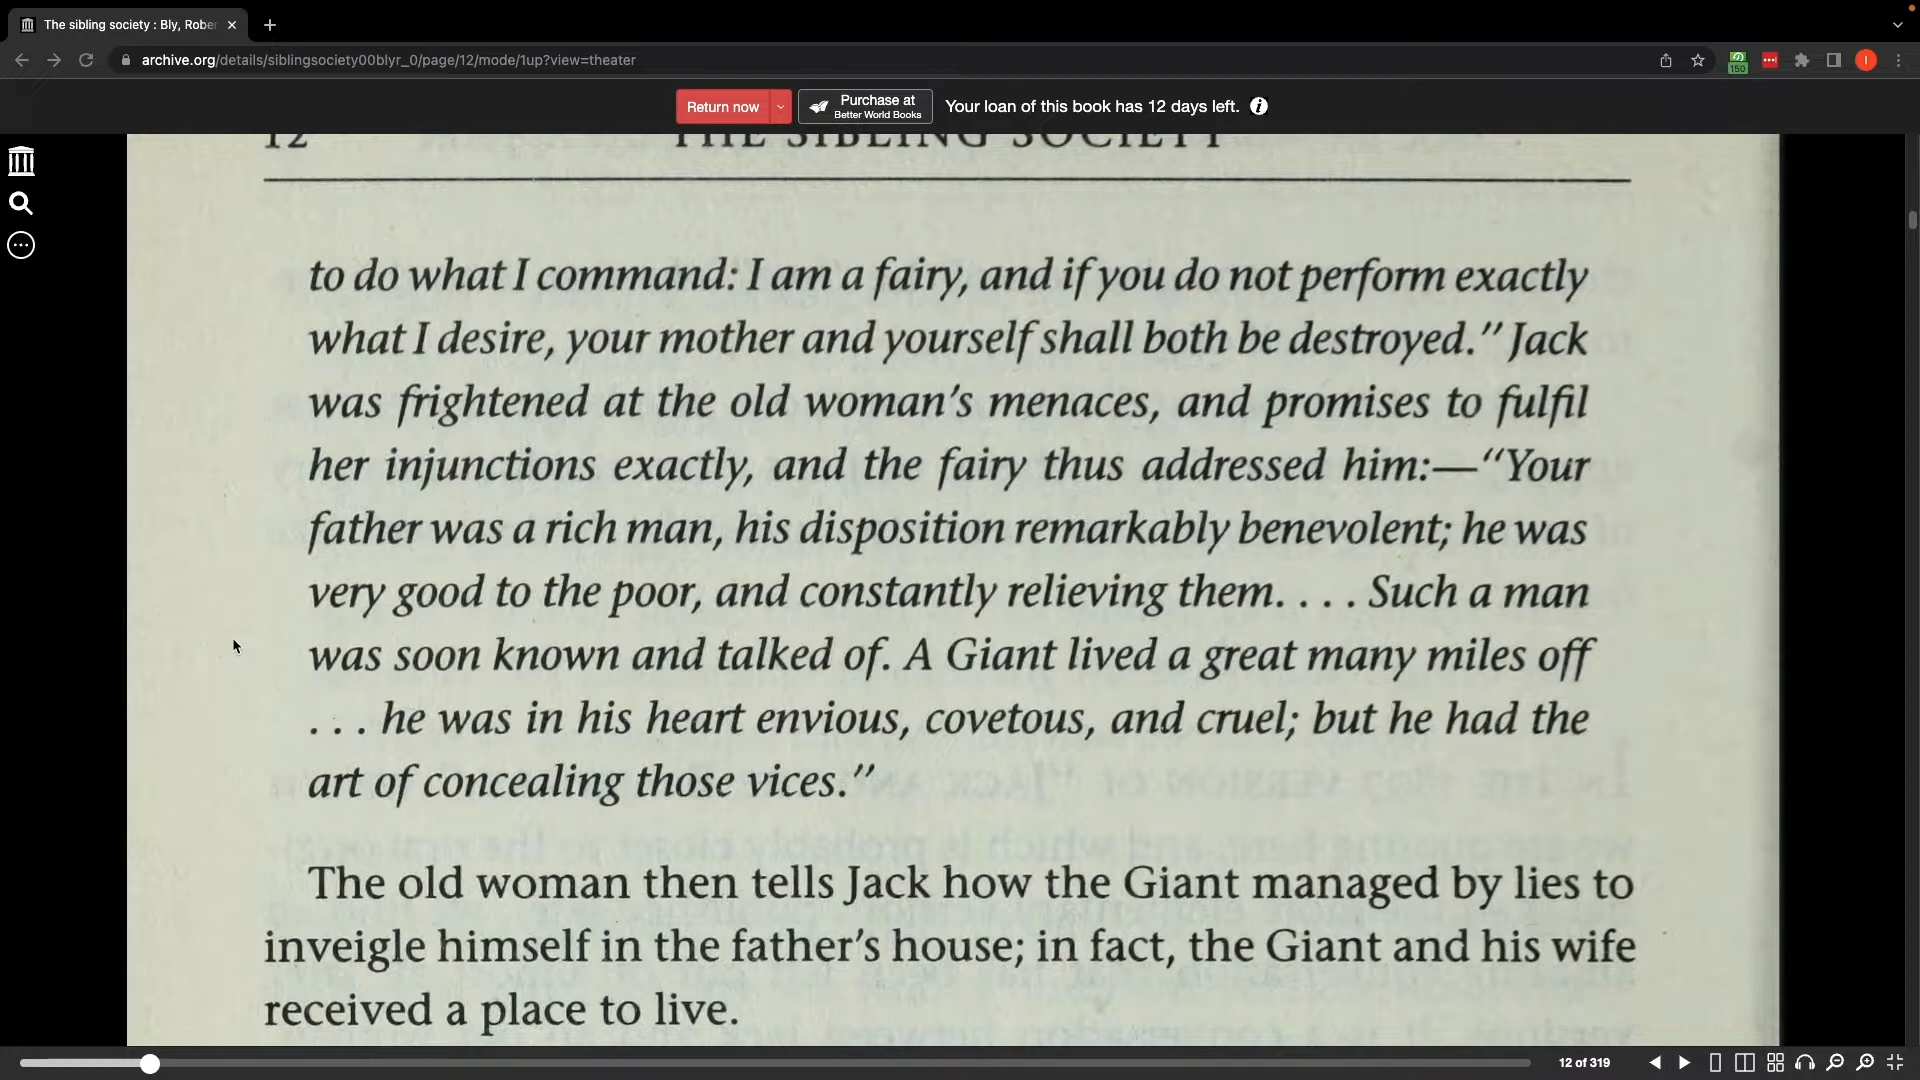 The sibling society : Bly, Rober
archive.org/details/siblingsociety00blyr_0/page/12/mode/1up?view=theater
150
I
Return now
Purchase at
Better World Books
Your loan of this book has 12 days left.
12 THE SIBLING SOCIETY
to do what I command: I am a fairy, and if you do not perform exactly
what I desire, your mother and yourself shall both be destroyed." Jack
was frightened at the old woman's menaces, and promises to fulfil
her injunctions exactly, and the fairy thus addressed him:—"Your
father was a rich man, his disposition remarkably benevolent; he was
very good to the poor, and constantly relieving them. . . . Such a man
was soon known and talked of. A Giant lived a great many miles off
. . . he was in his heart envious, covetous, and cruel; but he had the
art of concealing those vices."
The old woman then tells Jack how the Giant managed by lies to
inveigle himself in the father's house; in fact, the Giant and his wife
received a place to live.
12 of 319